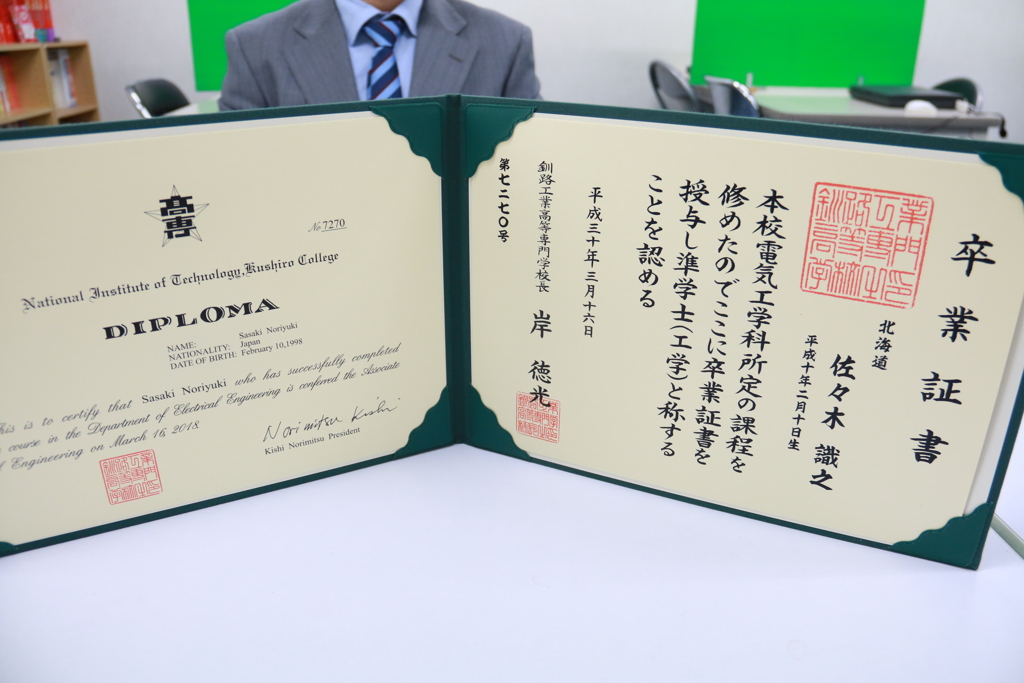 高専
No 7270
National Institute of Technology, Kushiro College
DIPLOMA
NAME: Sasaki Noriyuki
NATIONALITY: Japan
DATE OF BIRTH: February 10,1998
his is to certify that Sasaki Noriyuki who has successfully completed
course in the Department of Electrical Engineering is conferred the Associate
f Engineering on March 16, 2018.
Norimitsu Kishi
Kishi Norimitsu President
卒業証書
北海道
佐々木 識之
平成十年二月十日生
本校電気工学科所定の課程を
修めたのでここに卒業証書を
授与し準学士(工学)と称する
ことを認める
平成三十年三月十六日
釧路工業高等専門学校長 岸 徳光
第七二七〇号